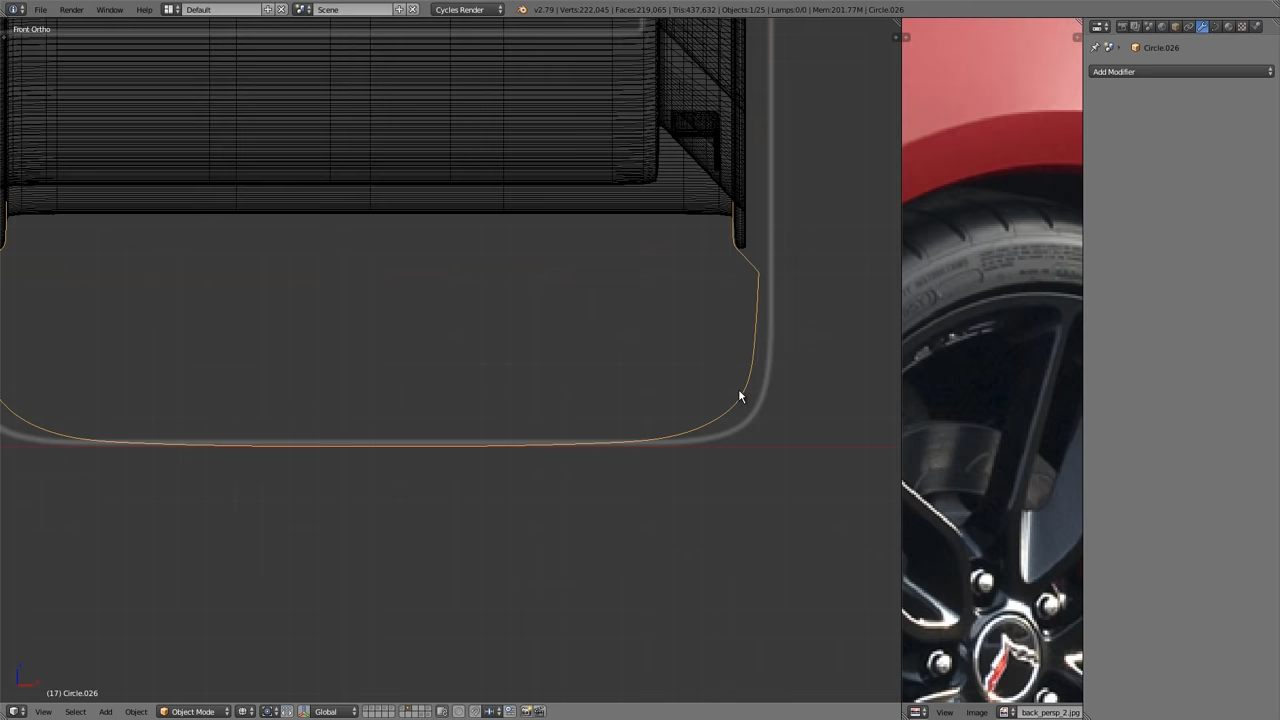 File Render Window Help Default Scene Cycles Render v2.79 | Verts:222,045 | Faces:219,065 | Tris:437,632 | Objects:1/25 | Lamps:0/0 | Mem:201.77M | Circle.026
Front Ortho
Circle.026
Add Modifier
(17) Circle.026
View Select Add Object Object Mode Global View Image back_persp_2.jpg